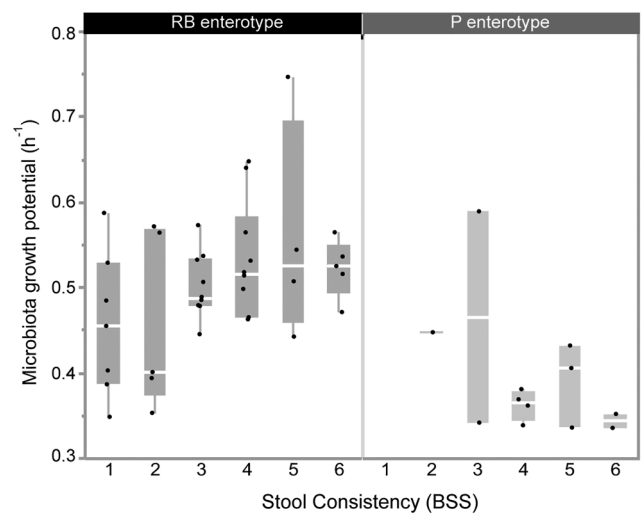 RB enterotype P enterotype
0.8
0.7
0.6
0.5
0.4
0.3
Microbiota growth potential (h⁻¹)
1 2 3 4 5 6 1 2 3 4 5 6
Stool Consistency (BSS)